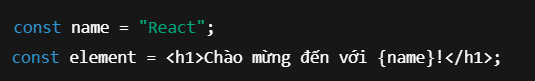 const name = "React";
const element = <h1>Chào mừng đến với {name}!</h1>;